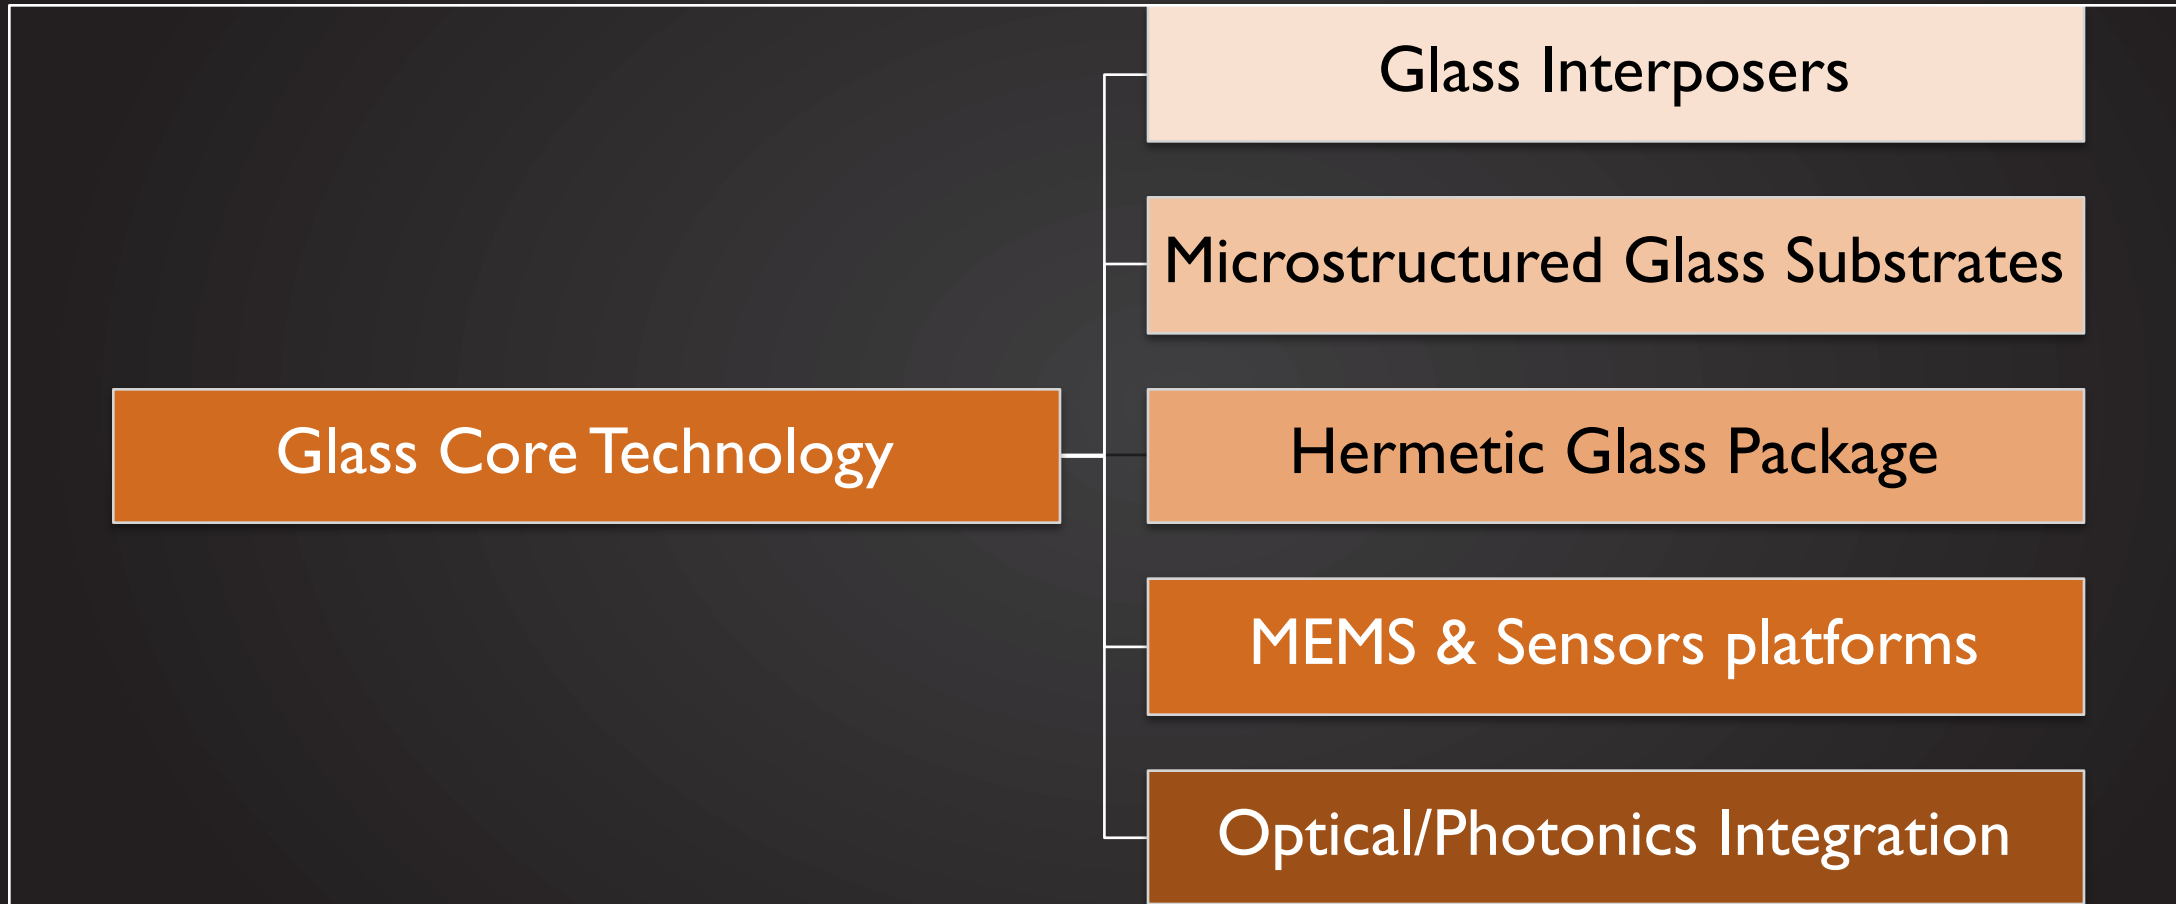 Glass Core Technology
Glass Interposers
Microstructured Glass Substrates
Hermetic Glass Package
MEMS & Sensors platforms
Optical/Photonics Integration